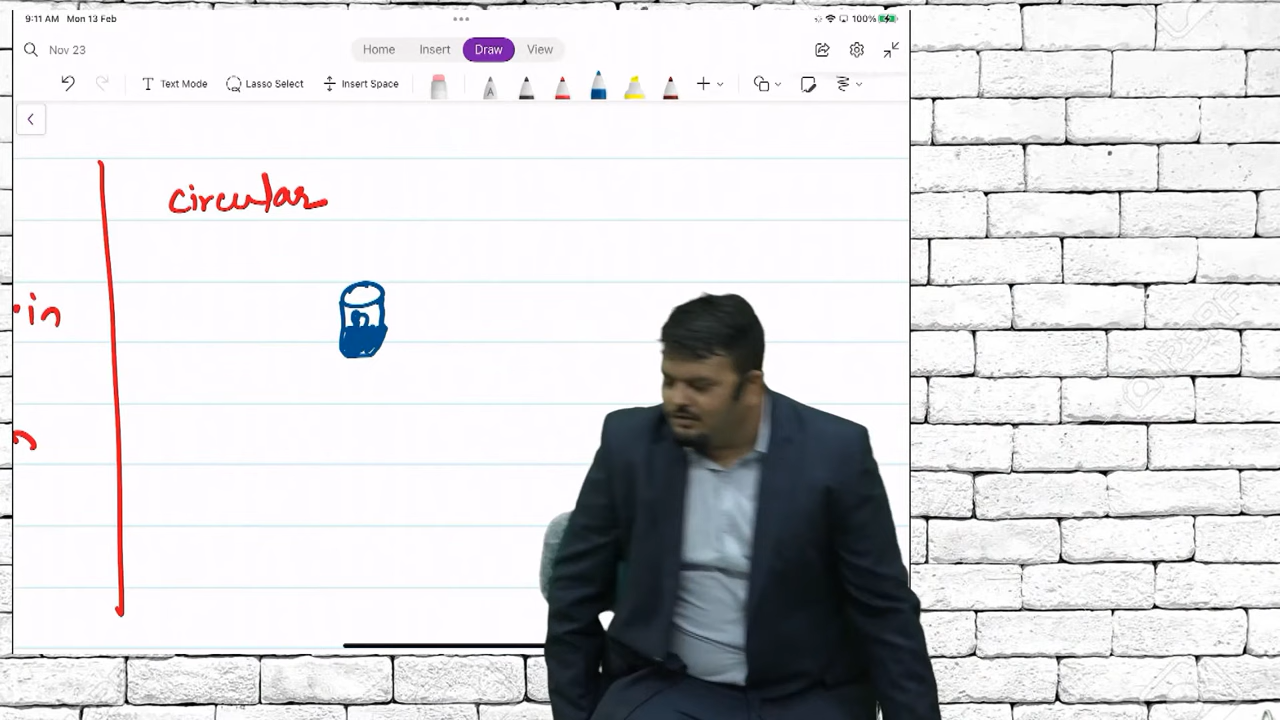 9:11 AM Mon 13 Feb
100%
Nov 23
Home Insert Draw View
Text Mode Lasso Select Insert Space
circular
in
n